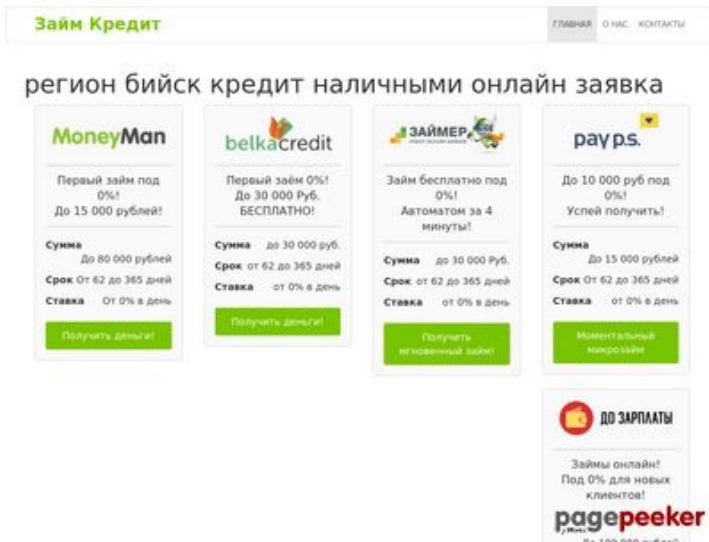 Займ Кредит
ГЛАВНАЯ О НАС КОНТАКТЫ
регион бийск кредит наличными онлайн заявка
MoneyMan
Первый займ под
0%!
До 15 000 рублей!
Сумма
До 80 000 рублей
Срок От 62 до 365 дней
Ставка От 0% в день
Получить деньги!
belkacredit
Первый заём 0%!
До 30 000 Руб.
БЕСПЛАТНО!
Сумма до 30 000 руб.
Срок от 62 до 365 дней
Ставка от 0% в день
Получить деньги!
ЗАЙМЕР
Займ бесплатно под
0%!
Автоматом за 4
минуты!
Сумма до 30 000 Руб.
Срок от 62 до 365 дней
Ставка от 0% в день
Получить
мгновенный займ!
pay p.s.
До 10 000 руб под
0%!
Успей получить!
Сумма
До 15 000 рублей
Срок От 62 до 365 дней
Ставка От 0% в день
Моментальный
микрозайм
ДО ЗАРПЛАТЫ
Займы онлайн!
Под 0% для новых
клиентов!
pagepeeker
До 100 000 рублей